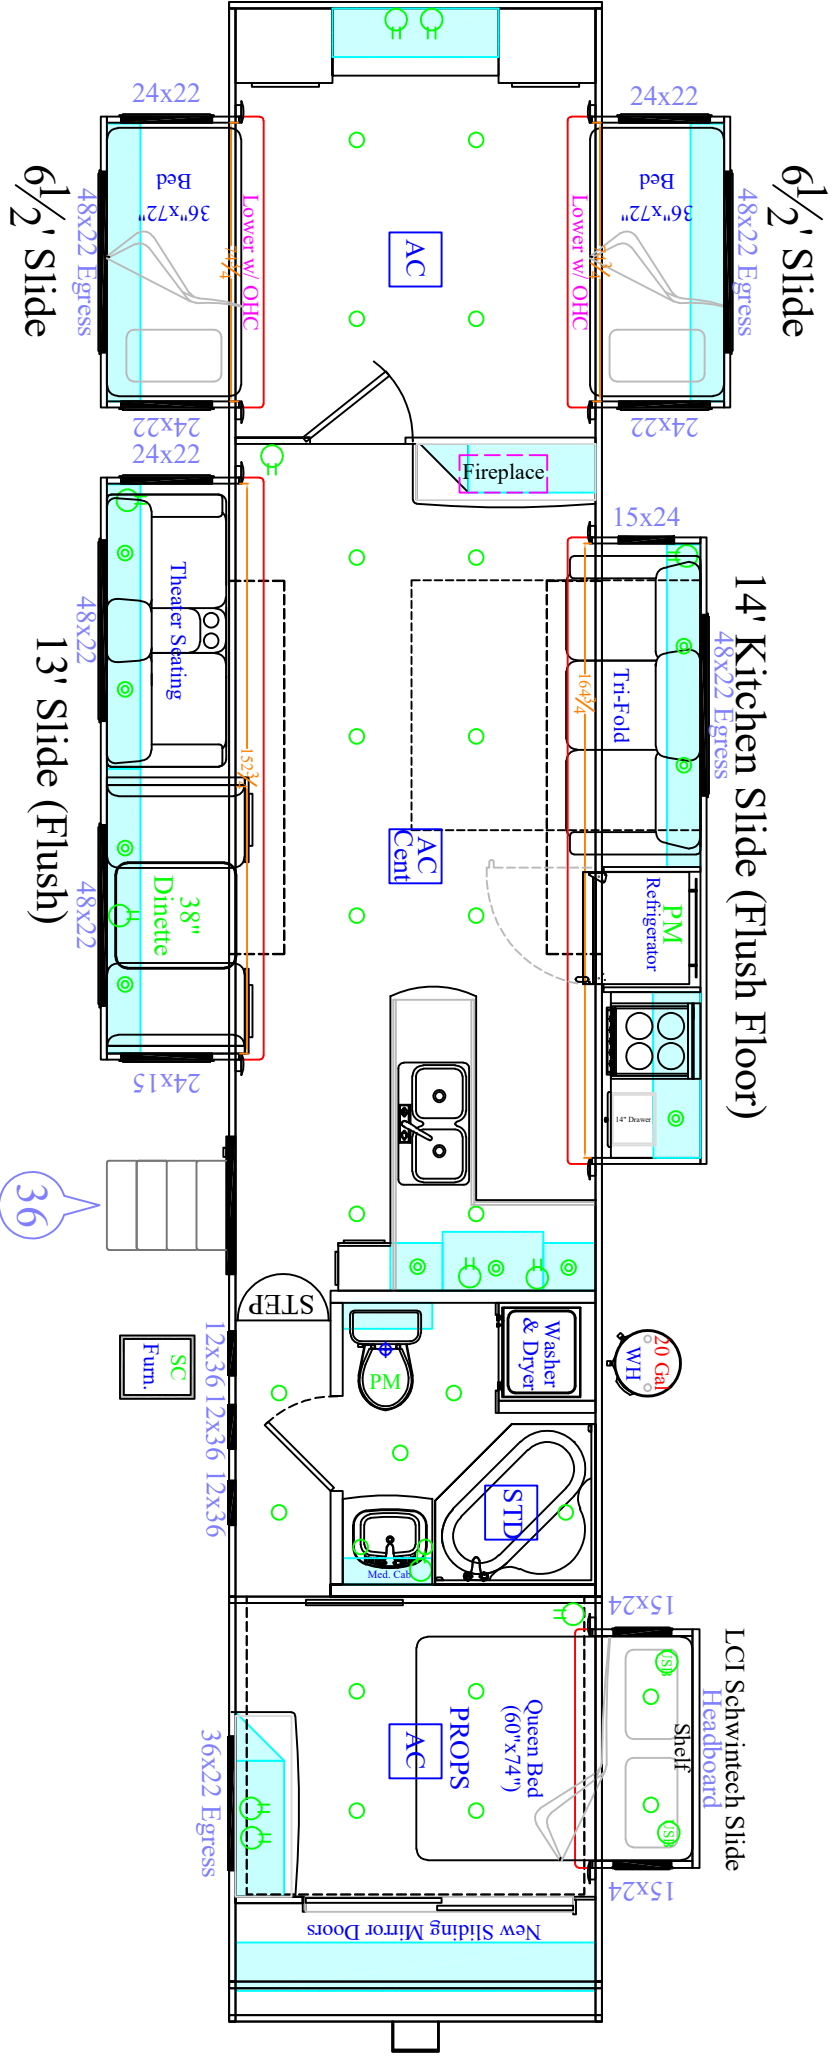 24x22
24x22
6½' Slide
6½' Slide
48x22 Egress
48x22 Egress
Bed
36"x72"
Bed
36"x72"
Lower w/ OHC
Lower w/ OHC
AC
24x22
24x22
24x22
Fireplace
15x24
14' Kitchen Slide (Flush Floor)
48x22 Egress
Theater Seating
Tri-Fold
48x22
13' Slide (Flush)
164¾
152¾
AC
Cent
PM
Refrigerator
38"
Dinette
48x22
24x15
14" Drawer
36
STEP
12x36
12x36
12x36
SC
Furn.
Washer
& Dryer
20 Gal
WH
PM
STD
Med. Cab
15x24
LCI Schwintech Slide
Headboard
Shelf
USB
USB
Queen Bed
(60"x74")
PROPS
AC
36x22 Egress
15x24
New Sliding Mirror Doors